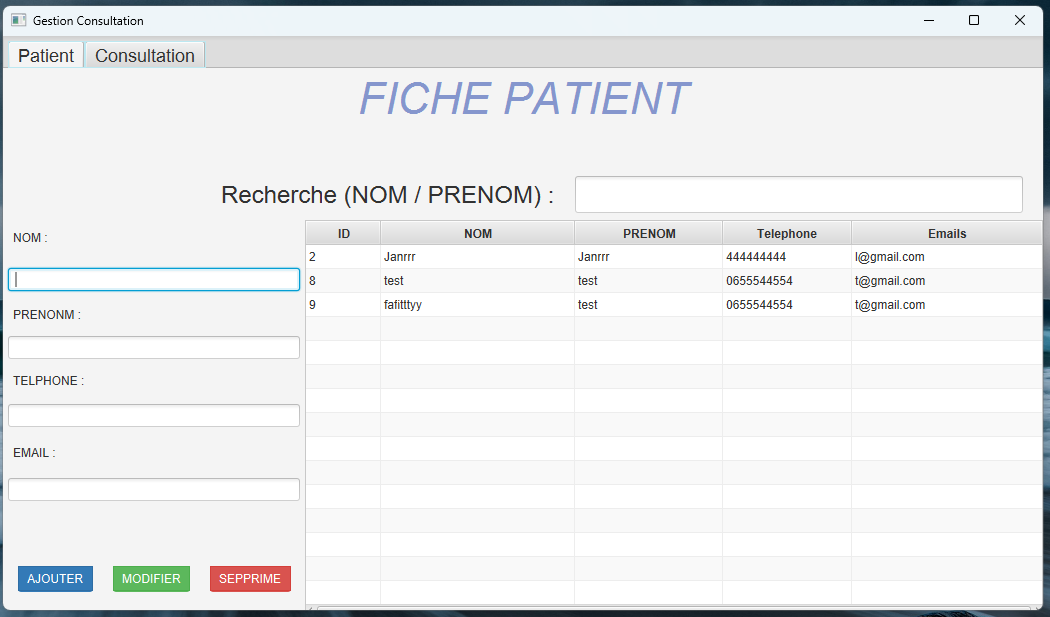 Gestion Consultation
Patient Consultation
FICHE PATIENT
Recherche (NOM / PRENOM) :
NOM :
PRENONM :
TELPHONE :
EMAIL :
AJOUTER MODIFIER SEPPRIME
ID NOM PRENOM Telephone Emails
2 Janrrr Janrrr 444444444 l@gmail.com
8 test test 0655544554 t@gmail.com
9 fafitttyy test 0655544554 t@gmail.com